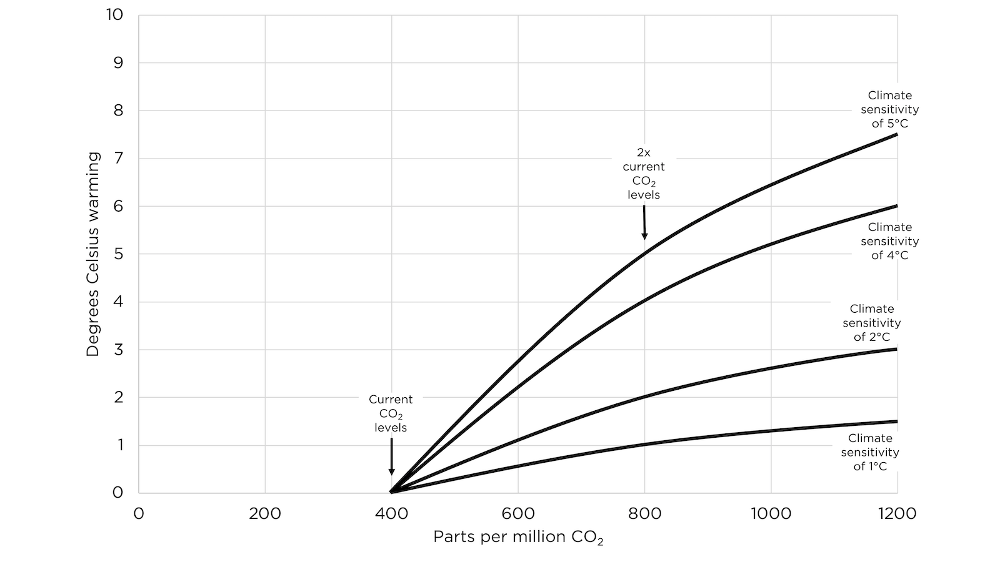 10
9
8
7
6
5
4
3
2
1
0
Degrees Celsius warming
Climate
sensitivity
of 5°C
2x
current
CO₂
levels
Climate
sensitivity
of 4°C
Climate
sensitivity
of 2°C
Current
CO₂
levels
Climate
sensitivity
of 1°C
0 200 400 600 800 1000 1200
Parts per million CO₂